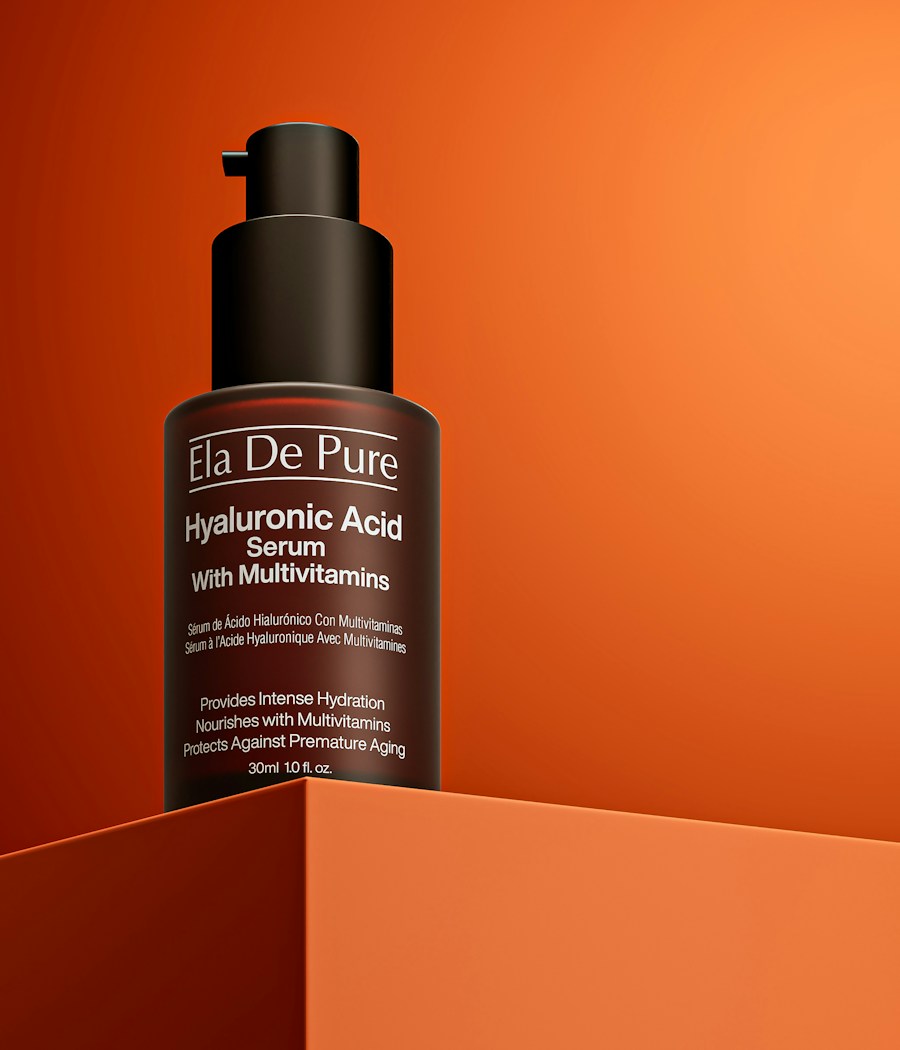 Ela De Pure
Hyaluronic Acid
Serum
With Multivitamins
Sérum de Ácido Hialurónico Con Multivitaminas
Sérum à l'Acide Hyaluronique Avec Multivitamines
Provides Intense Hydration
Nourishes with Multivitamins
Protects Against Premature Aging
30ml 1.0 fl. oz.